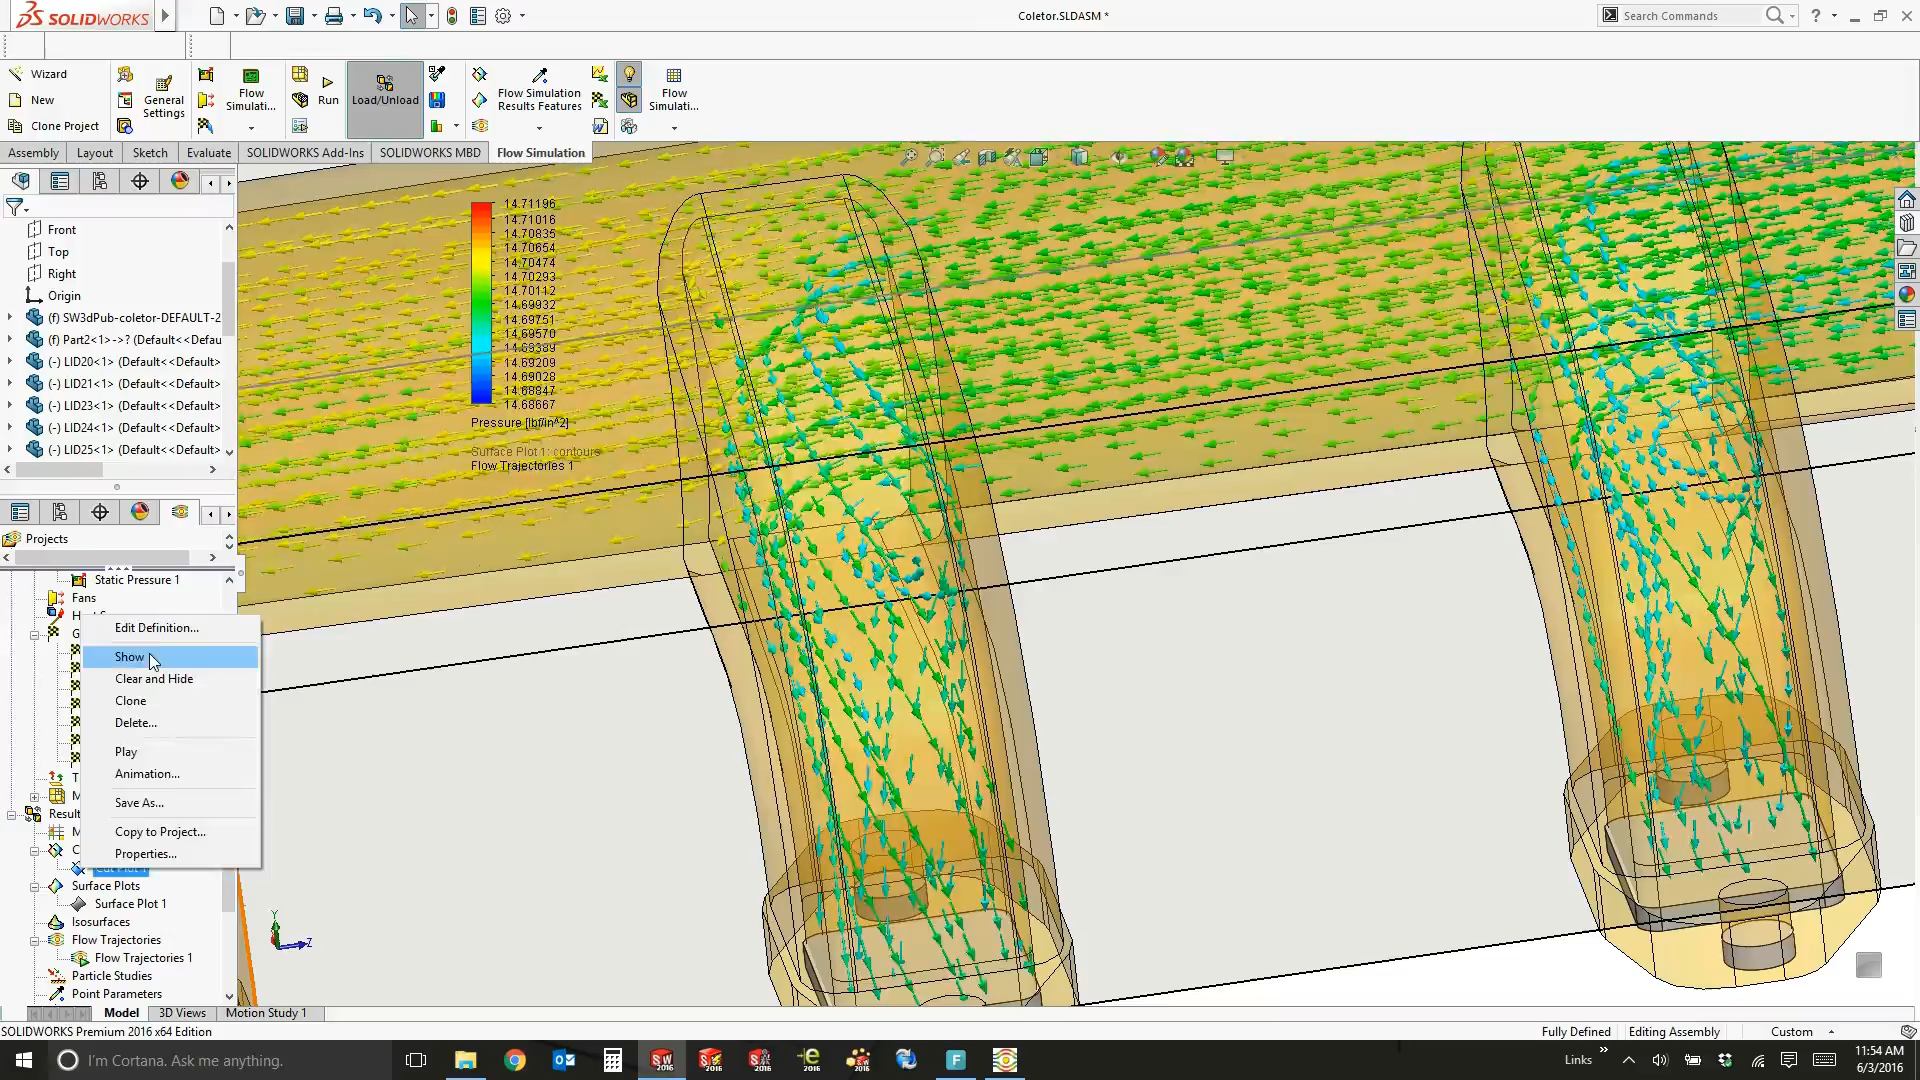 SOLIDWORKS
Coletor.SLDASM *
Search Commands
Wizard
New
Clone Project
General
Settings
Flow
Simulati...
Run
Load/Unload
Flow Simulation
Results Features
Flow
Simulati...
Assembly
Layout
Sketch
Evaluate
SOLIDWORKS Add-Ins
SOLIDWORKS MBD
Flow Simulation
Front
Top
Right
Origin
(f) SW3dPub-coletor-DEFAULT-2
(f) Part2<1>->? (Default<<Defau
(-) LID20<1> (Default<<Default>
(-) LID21<1> (Default<<Default>
(-) LID23<1> (Default<<Default>
(-) LID24<1> (Default<<Default>
(-) LID25<1> (Default<<Default>
14.71196
14.71016
14.70835
14.70654
14.70474
14.70293
14.70112
14.69932
14.69751
14.69570
14.69389
14.69209
14.69028
14.68847
14.68667
Pressure [lbf/in^2]
Surface Plot 1: contours
Flow Trajectories 1
Projects
Static Pressure 1
Fans
Edit Definition...
Show
Clear and Hide
Clone
Delete...
Play
Animation...
Save As...
Copy to Project...
Properties...
Result
Surface Plots
Surface Plot 1
Isosurfaces
Flow Trajectories
Flow Trajectories 1
Particle Studies
Point Parameters
Y
Z
Model
3D Views
Motion Study 1
SOLIDWORKS Premium 2016 x64 Edition
Fully Defined
Editing Assembly
Custom
I'm Cortana. Ask me anything.
Links
11:54 AM
6/3/2016